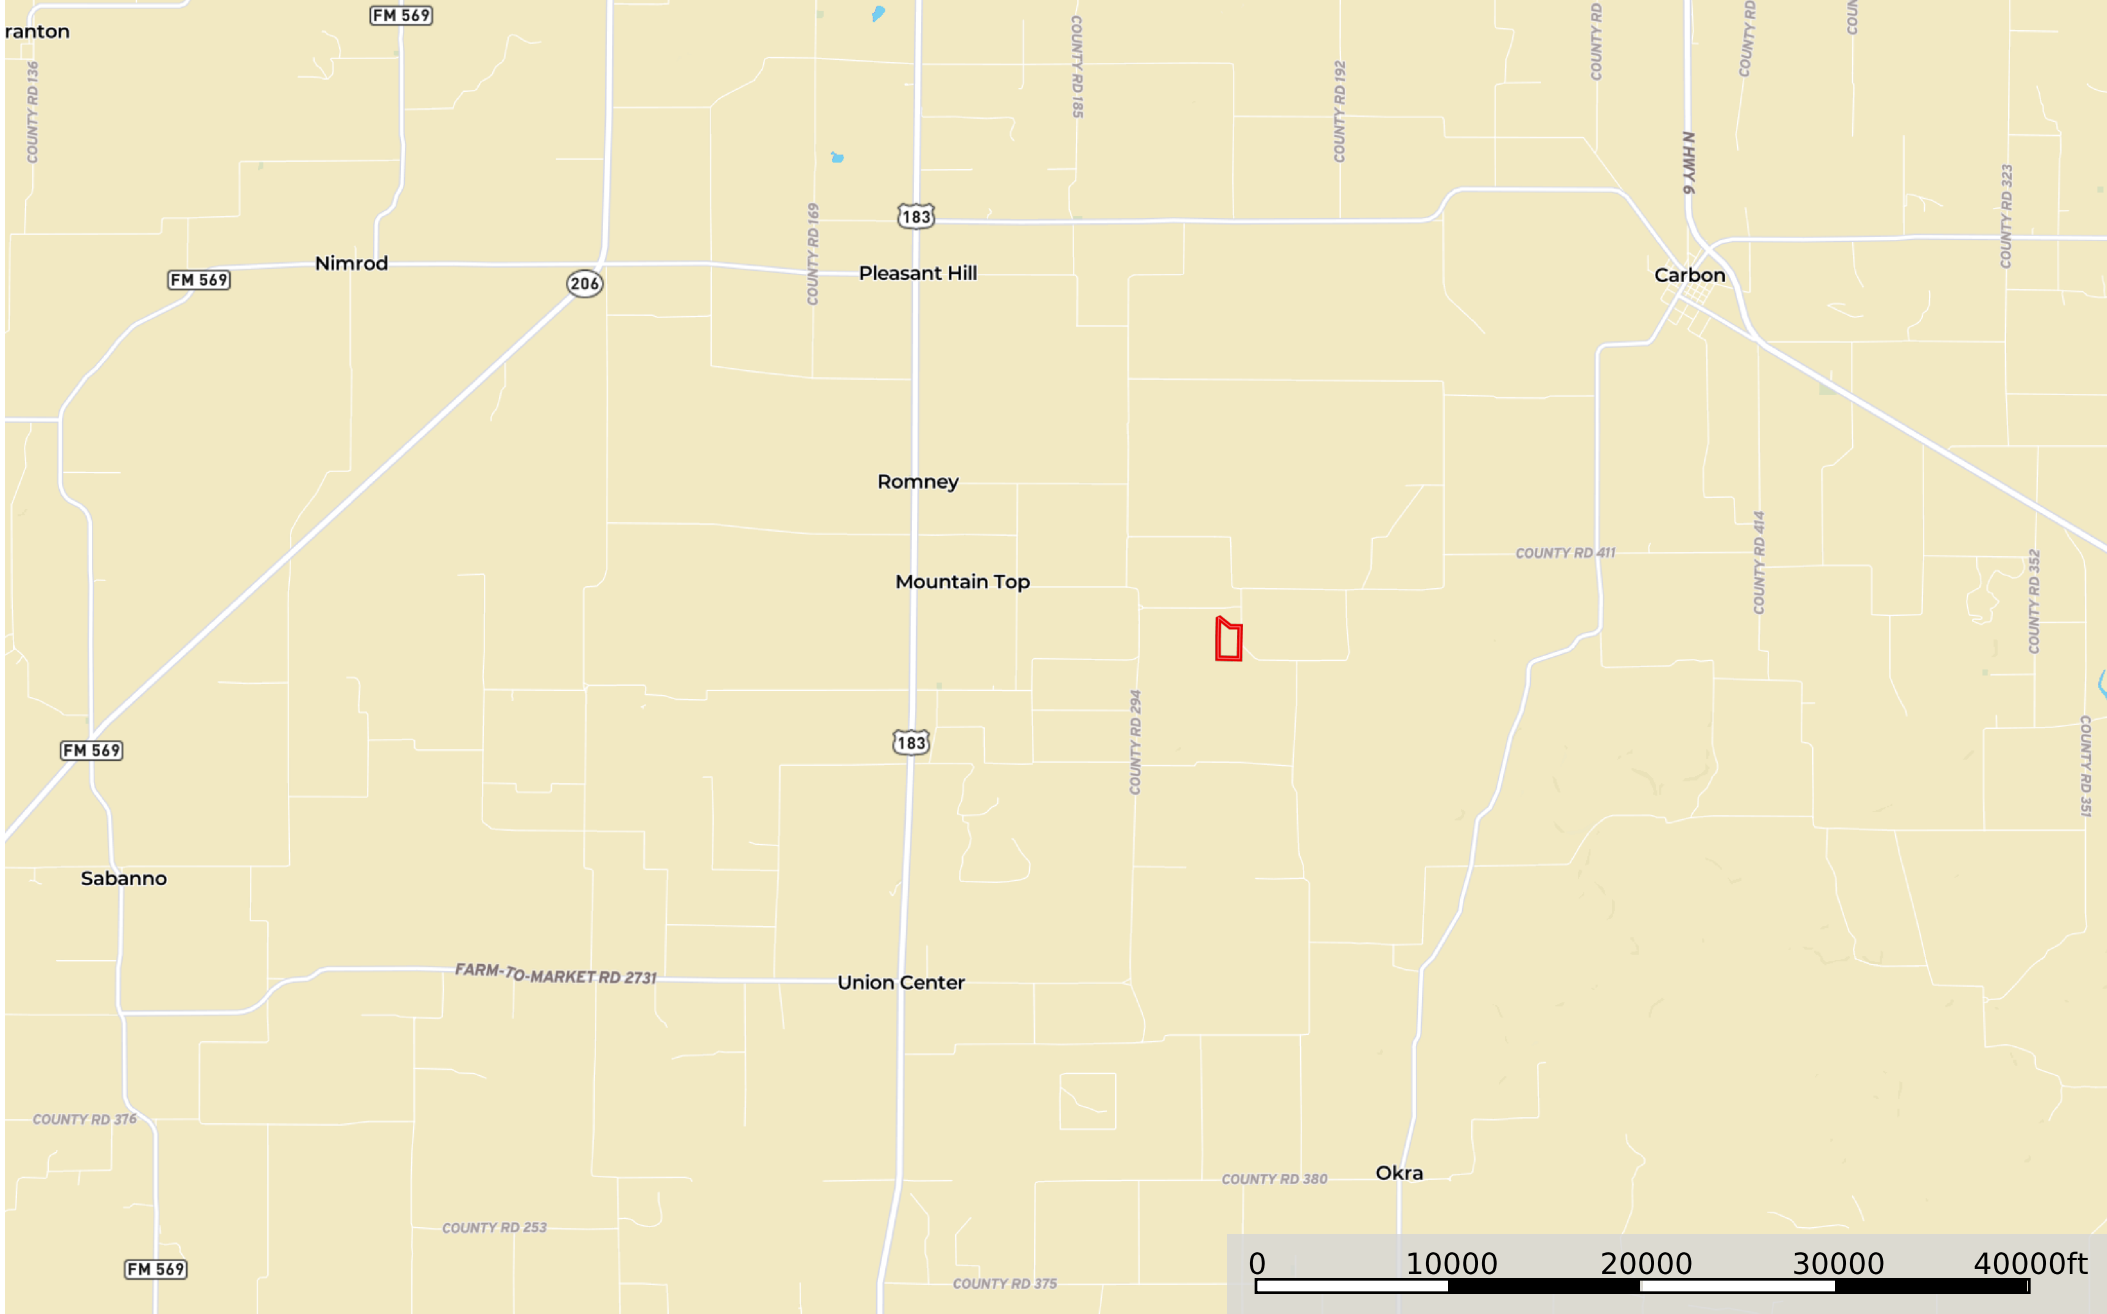 FM 569
ranton
COUNTY RD 136
COUNTY RD 185
COUNTY RD 192
COUNTY RD
COUNTY RD
COUN
N HWY 6
COUNTY RD 323
COUNTY RD 169
183
Nimrod
FM 569
206
Pleasant Hill
Carbon
Romney
COUNTY RD 411
COUNTY RD 414
COUNTY RD 352
Mountain Top
COUNTY RD 294
183
FM 569
COUNTY RD 351
Sabanno
FARM-TO-MARKET RD 2731
Union Center
COUNTY RD 376
Okra
COUNTY RD 380
COUNTY RD 253
FM 569
COUNTY RD 375
0 10000 20000 30000 40000ft